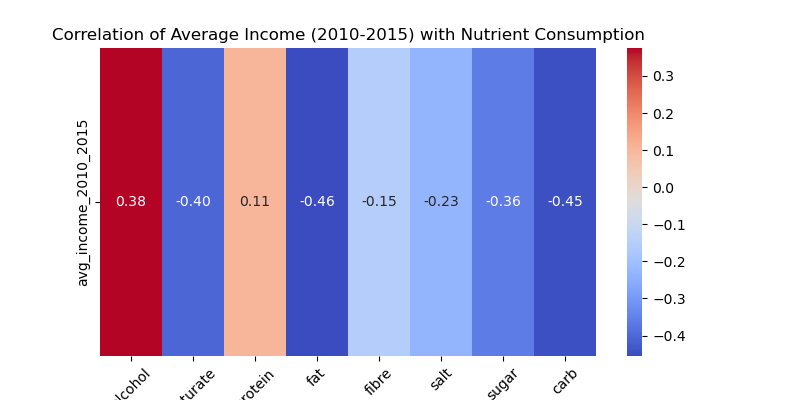 Correlation of Average Income (2010-2015) with Nutrient Consumption
avg_income_2010_2015
0.38 -0.40 0.11 -0.46 -0.15 -0.23 -0.36 -0.45
lcohol turate rotein fat fibre salt sugar carb
0.3
0.2
0.1
0.0
−0.1
−0.2
−0.3
−0.4